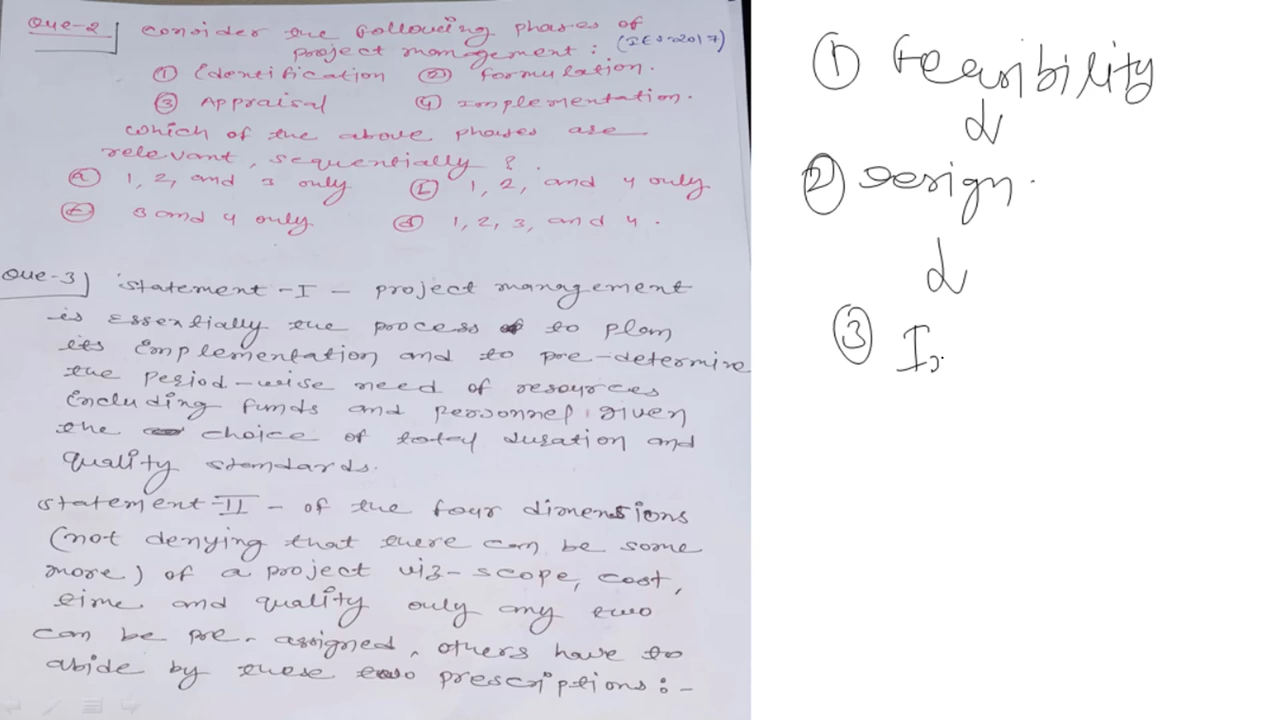 Que-2] Consider the following phases of
project management: (IES-2017)
① Identification ② formulation.
③ Appraisal ④ Implementation.
which of the above phases are
relevant, sequentially ?
ⓐ 1, 2, and 3 only ⓑ 1, 2, and 4 only
ⓒ 3 and 4 only. ⓓ 1, 2, 3, and 4.
Que-3] Statement-I - project management
is essentially the process to plan
its implementation and to pre-determine
the period-wise need of resources
including funds and personnel, given
the choice of total duration and
quality standards.
Statement-II - of the four dimensions
(not denying that there can be some
more) of a project viz- scope, cost,
time and quality only any two
can be pre-assigned, others have to
abide by these two prescriptions:-
① Feasibility
↓
② Design.
↓
③ I